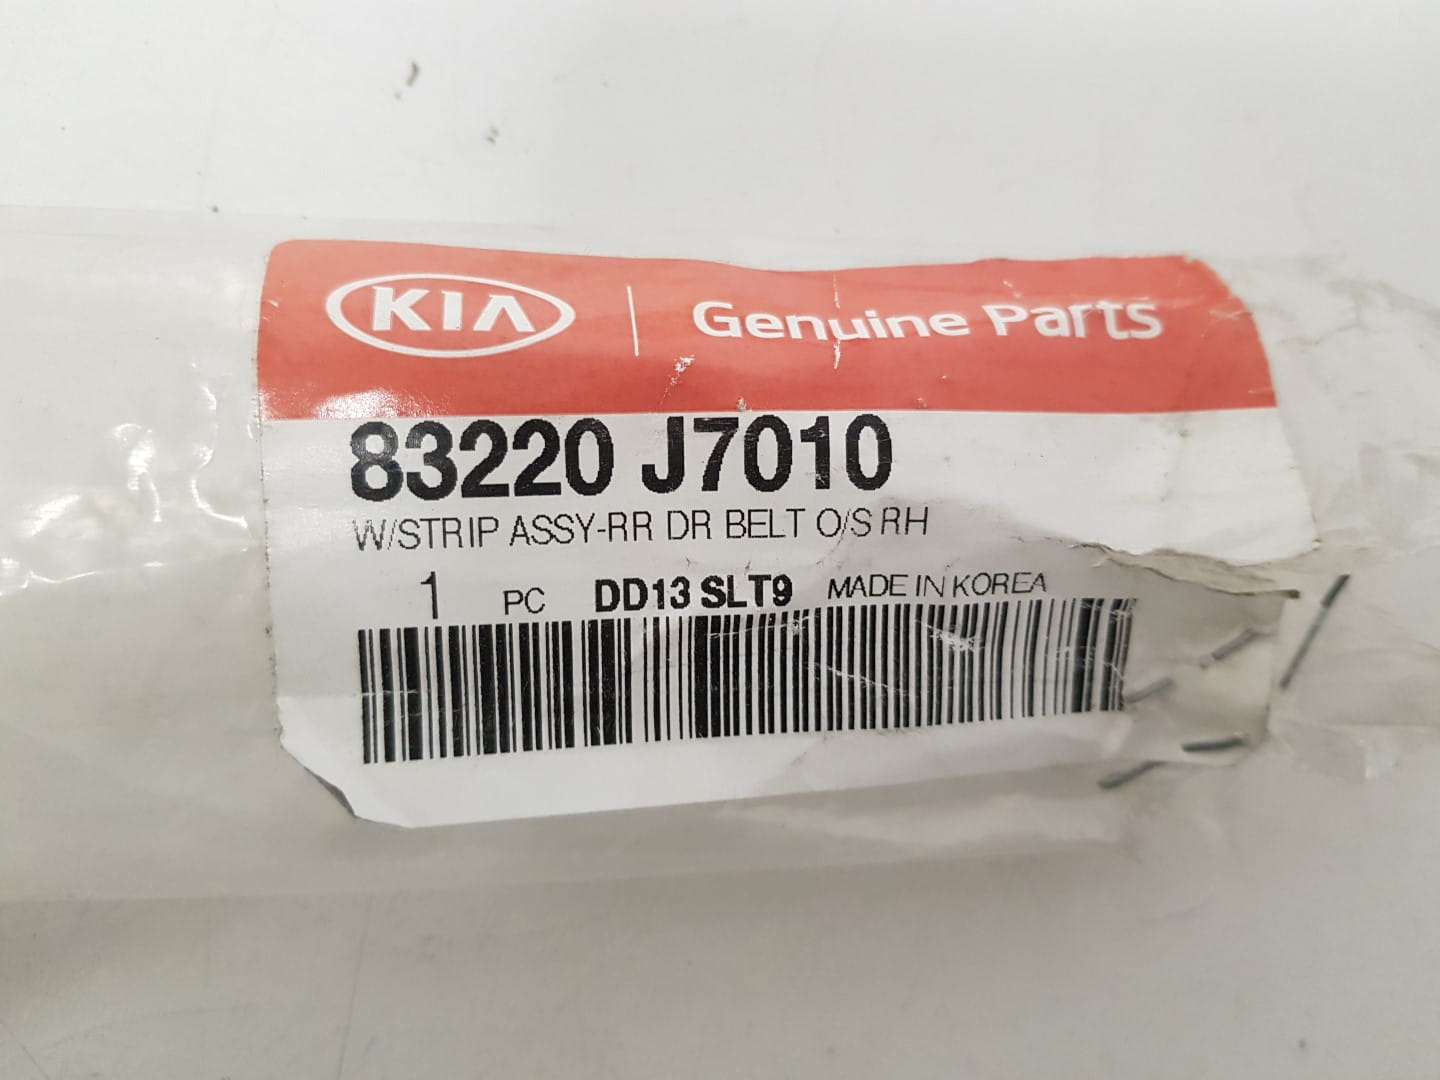 KIA Genuine Parts
83220 J7010
W/STRIP ASSY-RR DR BELT O/S RH
1 PC DD13 SLT9 MADE IN KOREA